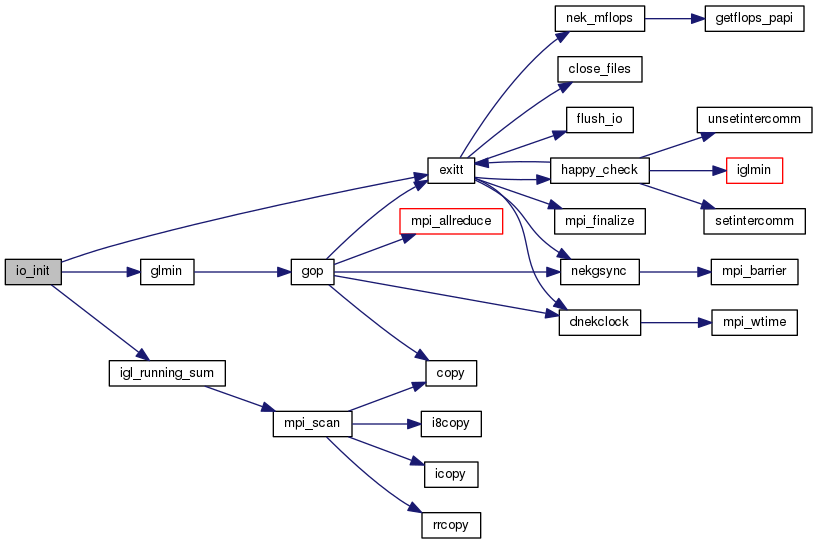 nek_mflops
getflops_papi
close_files
flush_io
unsetintercomm
exitt
happy_check
iglmin
mpi_allreduce
mpi_finalize
setintercomm
io_init
glmin
gop
nekgsync
mpi_barrier
dnekclock
mpi_wtime
igl_running_sum
copy
mpi_scan
i8copy
icopy
rrcopy